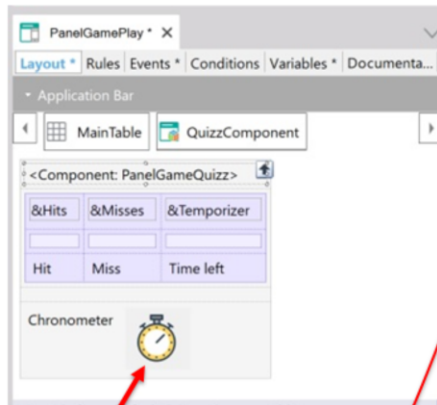 PanelGamePlay * X
Layout * Rules Events * Conditions Variables * Documenta...
Application Bar
MainTable QuizzComponent
<Component: PanelGameQuizz>
&Hits &Misses &Temporizer
Hit Miss Time left
Chronometer